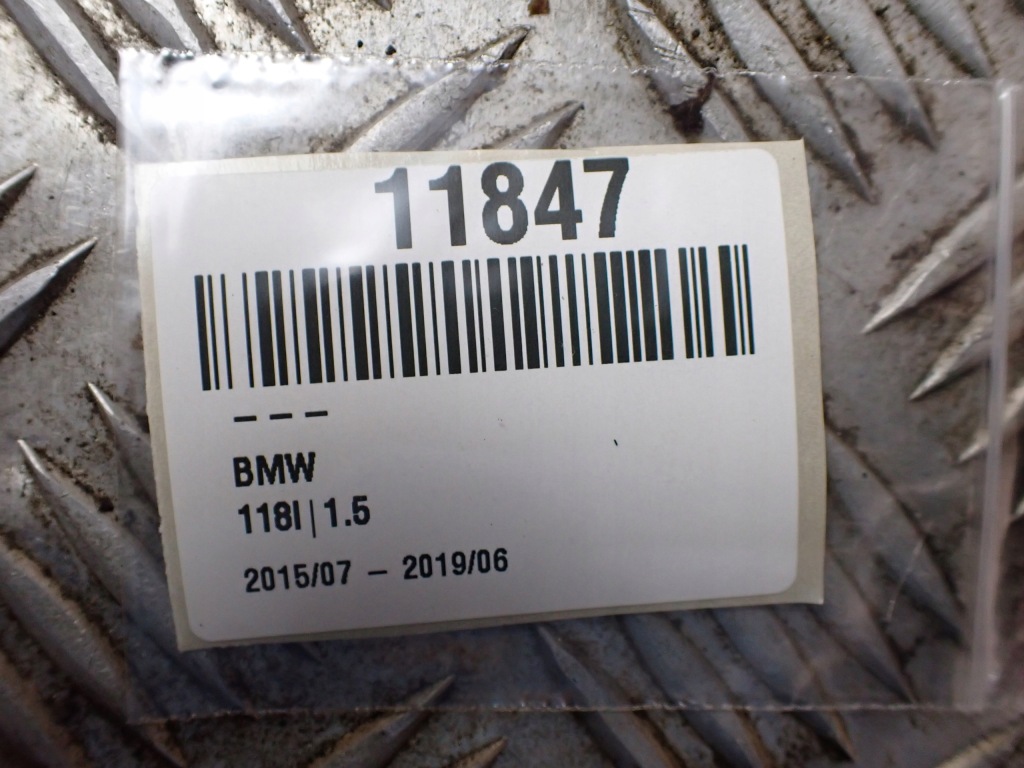 11847
– – –
BMW
118I | 1.5
2015/07 – 2019/06